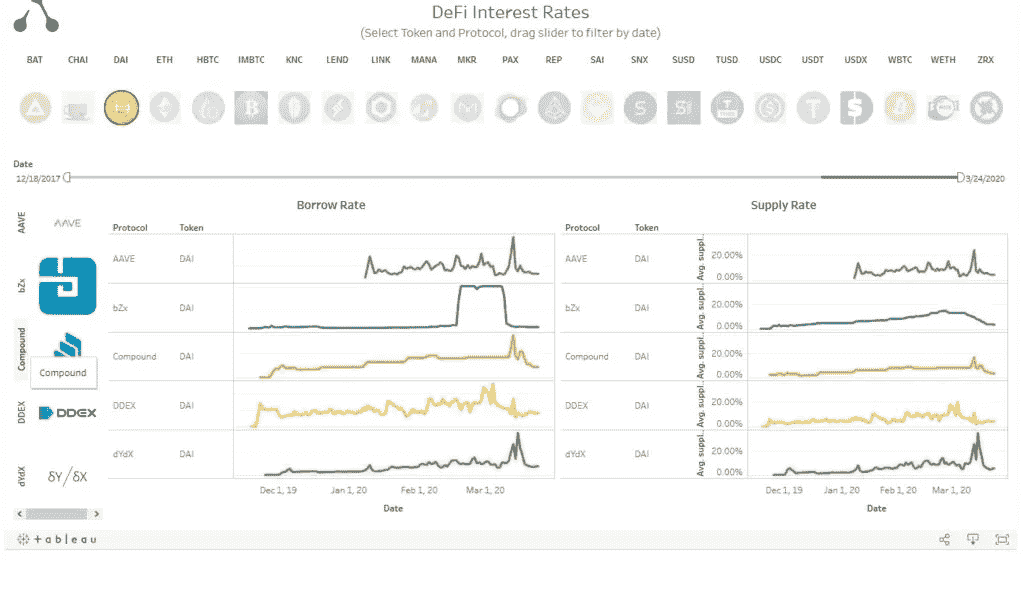 DeFi Interest Rates
(Select Token and Protocol, drag slider to filter by date)
BAT CHAI DAI ETH HBTC IMBTC KNC LEND LINK MANA MKR PAX REP SAI SNX SUSD TUSD USDC USDT USDX WBTC WETH ZRX
Date
12/18/2017 3/24/2020
Borrow Rate Supply Rate
Protocol Token Protocol Token
AAVE AAVE AAVE DAI AAVE DAI Avg. suppl.. 20.00%
0.00%
bZx bZx DAI bZx DAI Avg. suppl.. 20.00%
0.00%
Compound Compound DAI Compound DAI Avg. suppl.. 20.00%
0.00%
Compound
DDEX DDEX DDEX DAI DDEX DAI Avg. suppl.. 20.00%
0.00%
dYdX δY/δX dYdX DAI dYdX DAI Avg. suppl.. 20.00%
0.00%
Dec 1, 19 Jan 1, 20 Feb 1, 20 Mar 1, 20 Dec 1, 19 Jan 1, 20 Feb 1, 20 Mar 1, 20
Date Date
+ a b l e a u